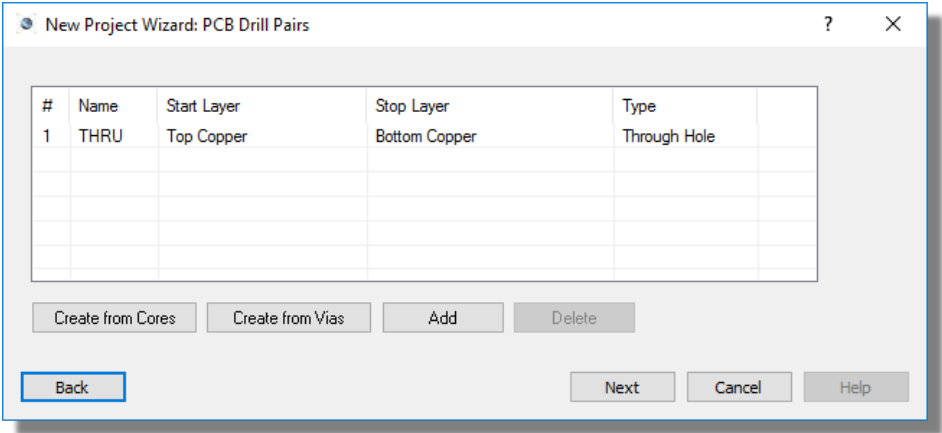 New Project Wizard: PCB Drill Pairs ?
# Name Start Layer Stop Layer Type
1 THRU Top Copper Bottom Copper Through Hole
Create from Cores Create from Vias Add Delete
Back Next Cancel Help